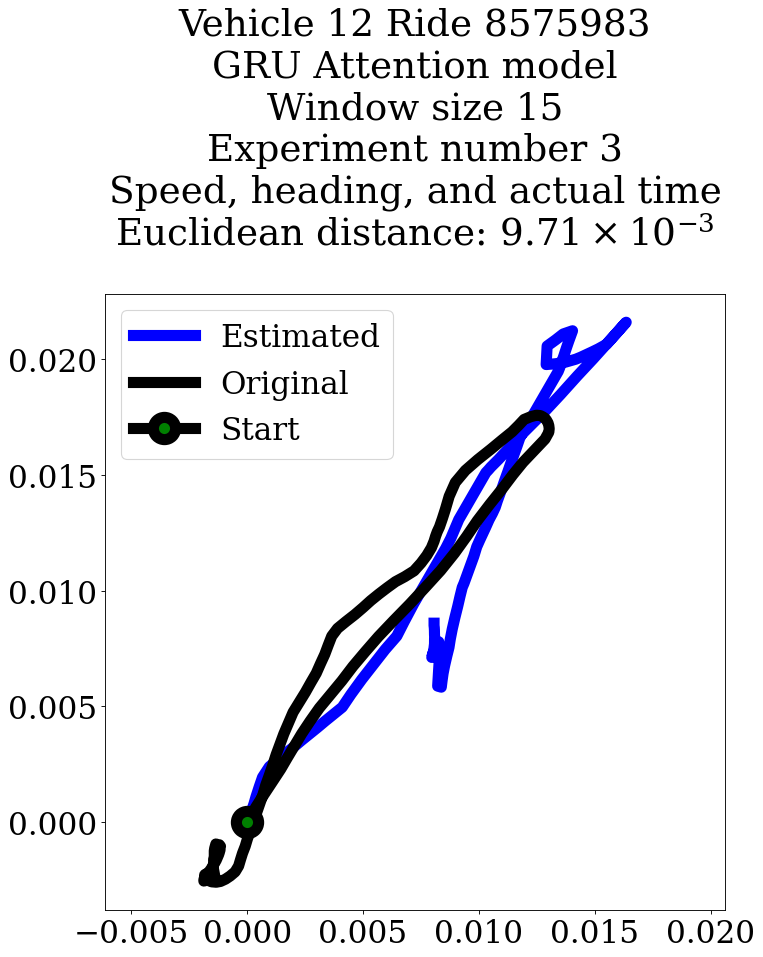 Vehicle 12 Ride 8575983
GRU Attention model
Window size 15
Experiment number 3
Speed, heading, and actual time
Euclidean distance: 9.71 × 10⁻³
Estimated
Original
Start
0.020
0.015
0.010
0.005
0.000
−0.005 0.000 0.005 0.010 0.015 0.020